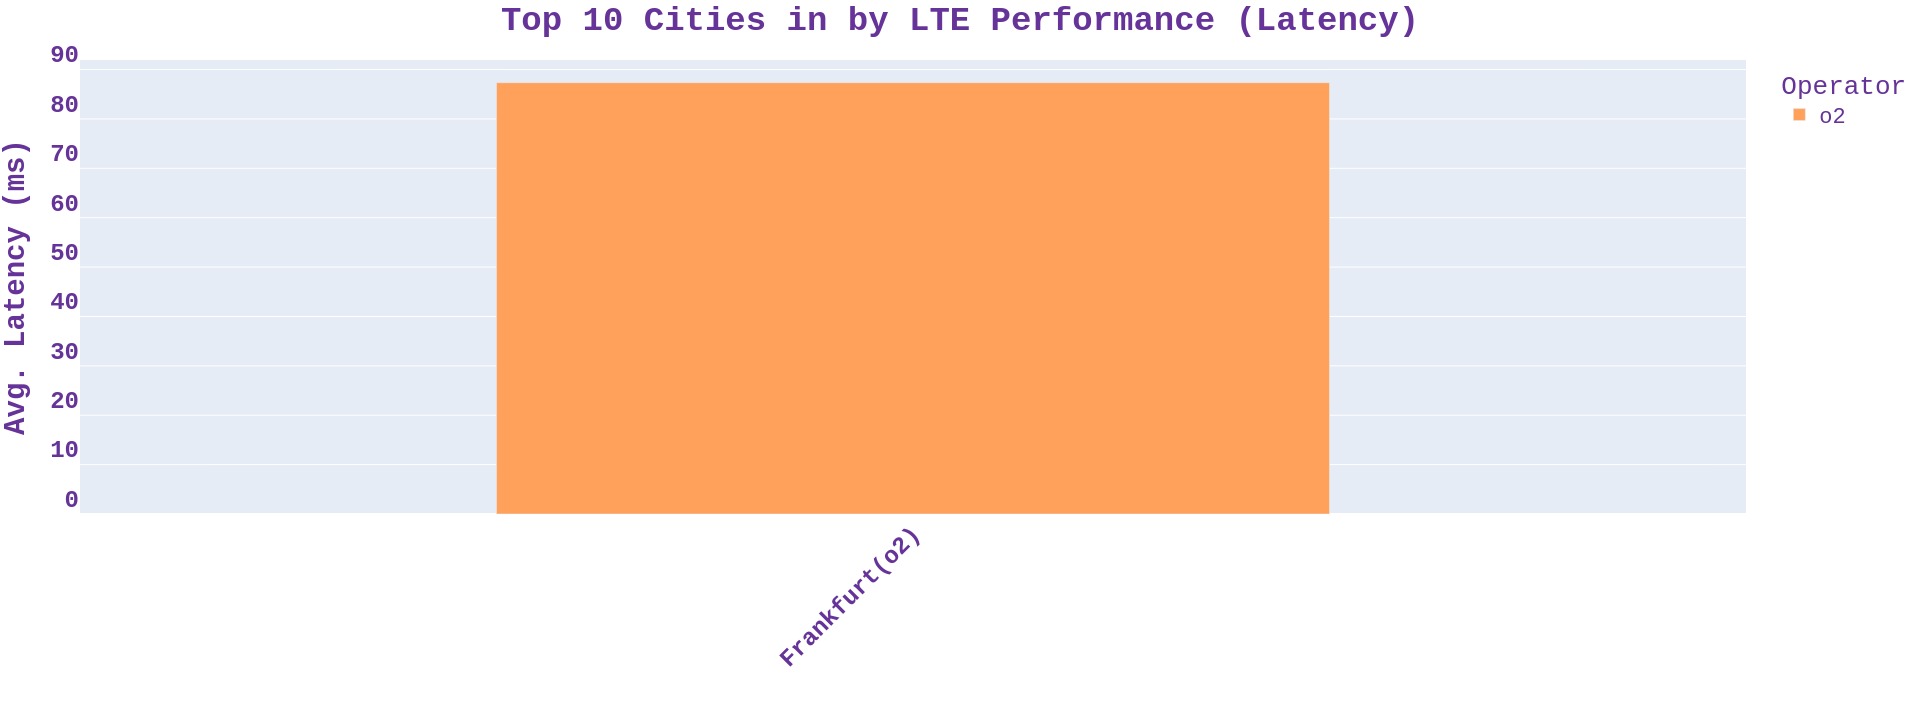 Top 10 Cities in by LTE Performance (Latency)
Avg. Latency (ms)
90
80
70
60
50
40
30
20
10
0
Frankfurt(o2)
Operator
o2